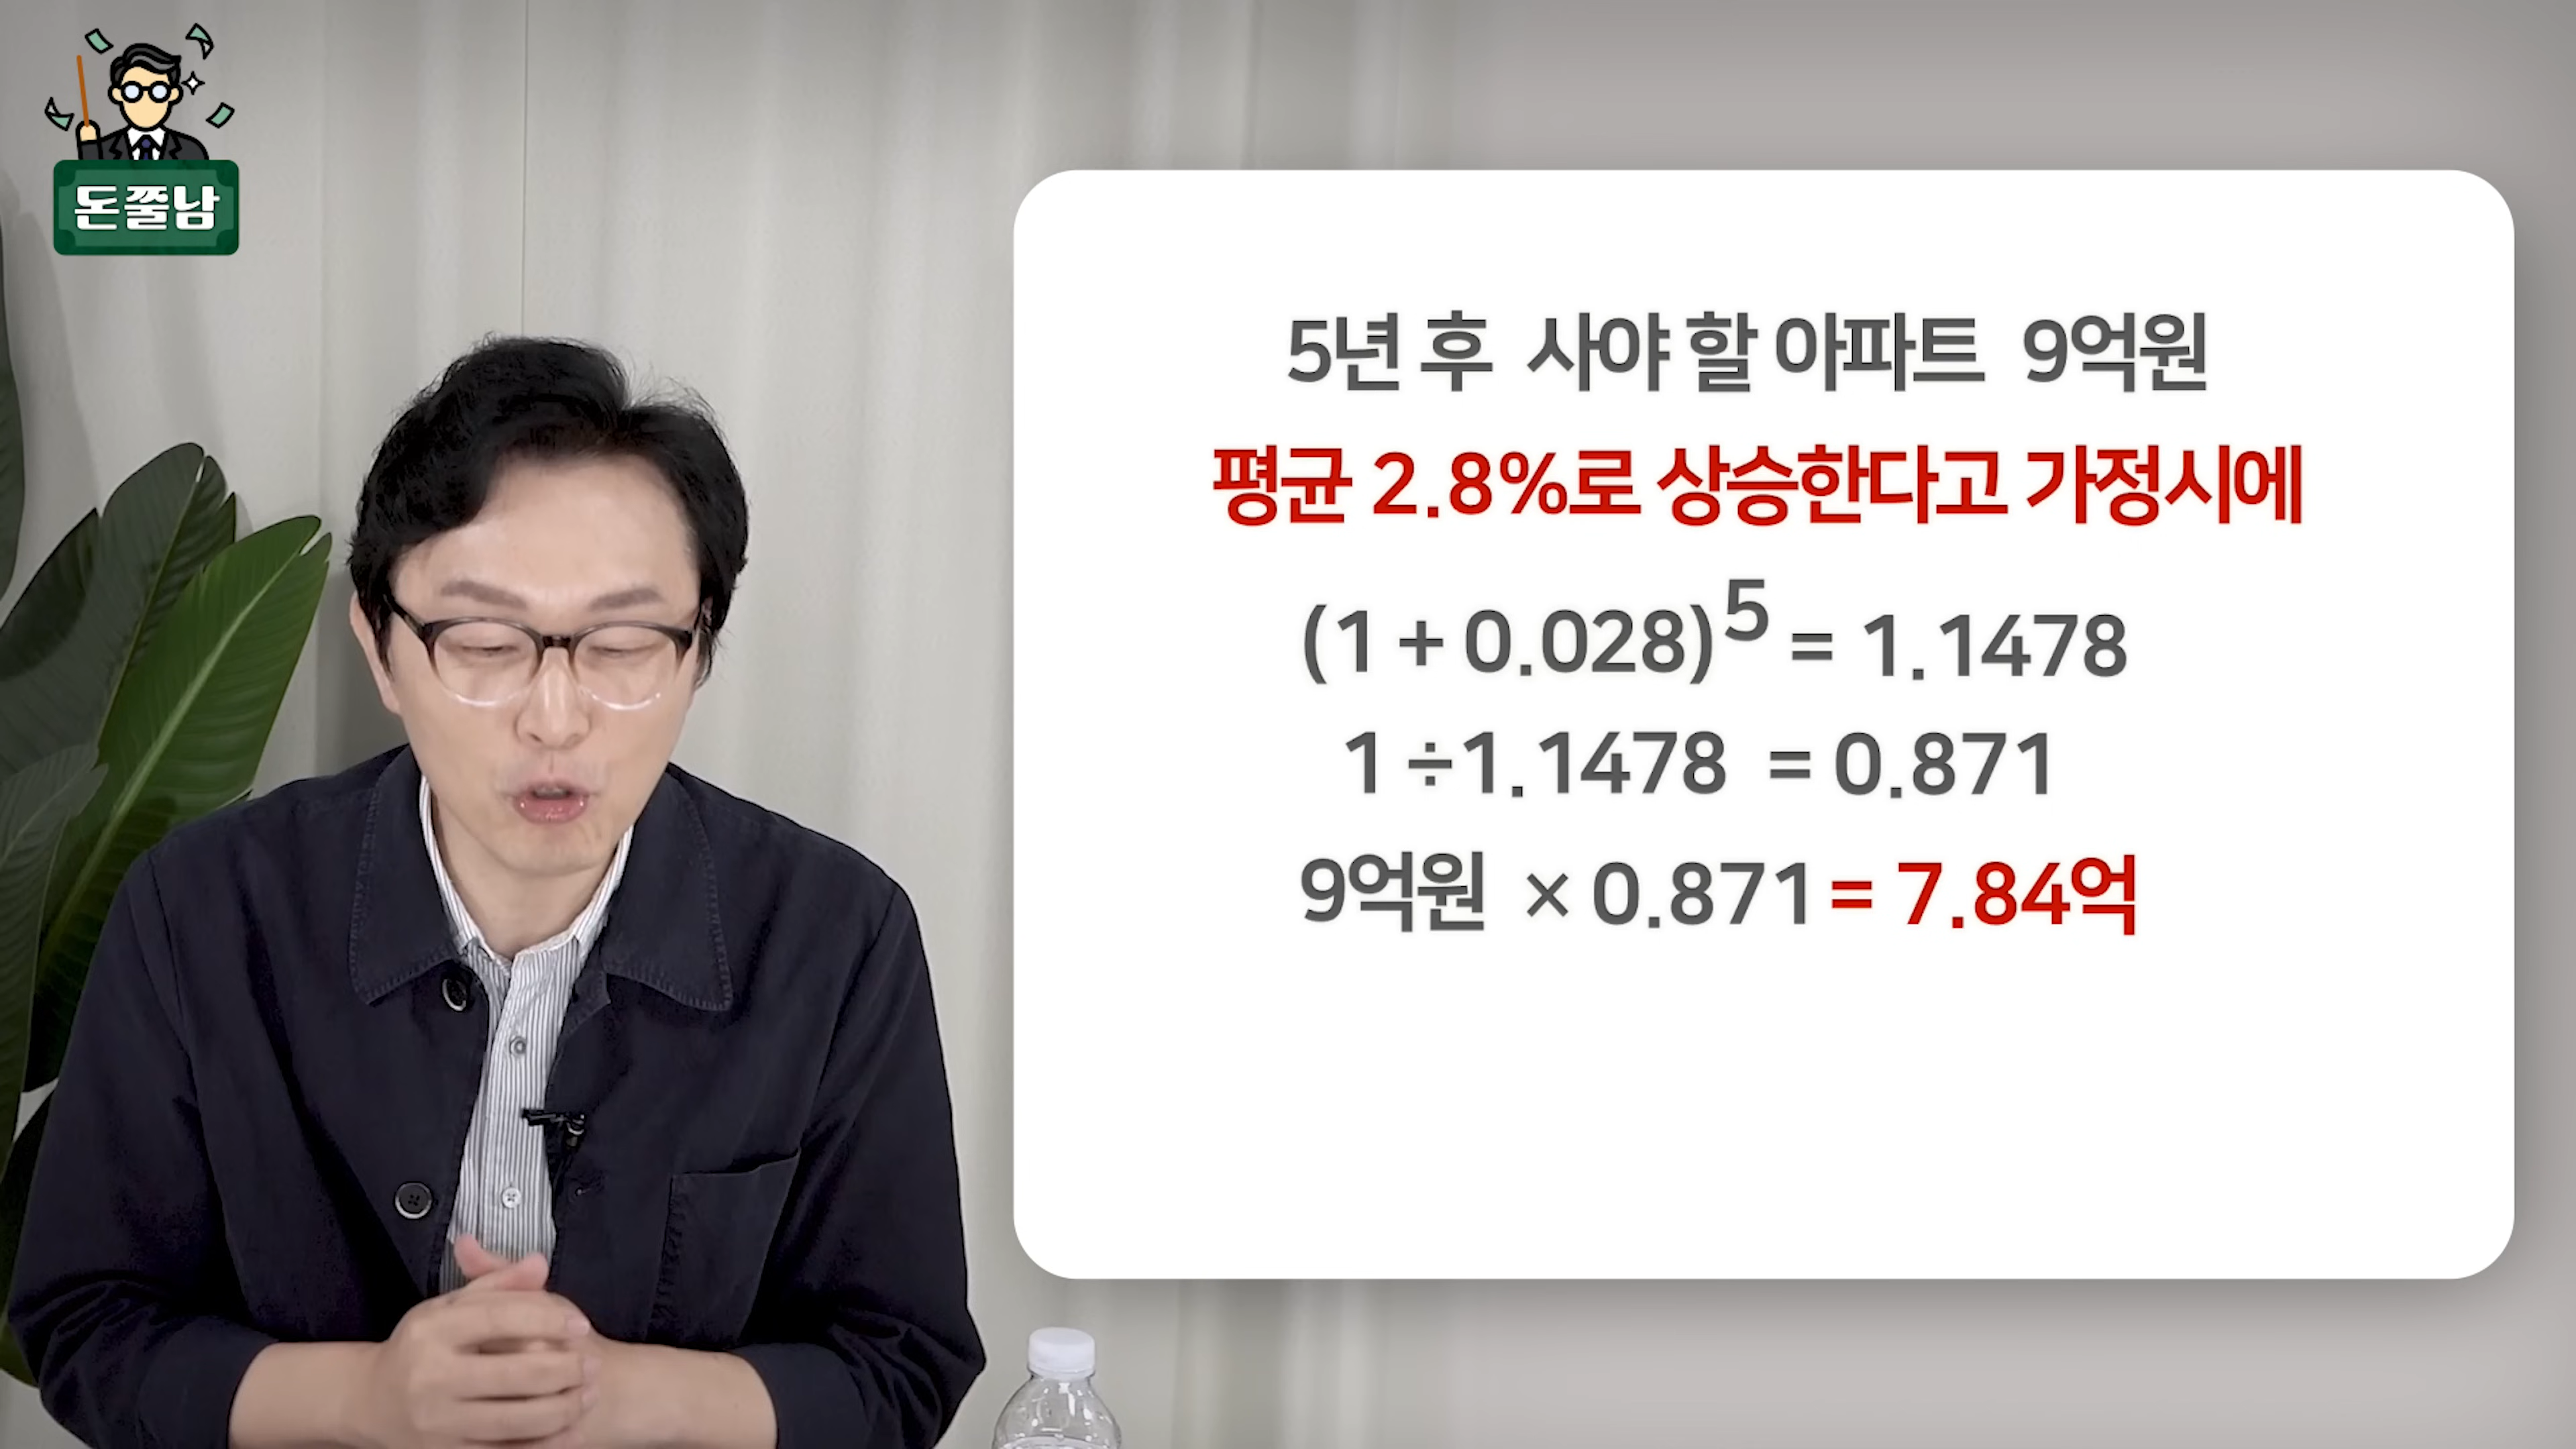 돈쭐남
5년 후 사야 할 아파트 9억원
평균 2.8%로 상승한다고 가정시에
(1 + 0.028)⁵ = 1.1478
1 ÷1.1478 = 0.871
9억원 × 0.871 = 7.84억